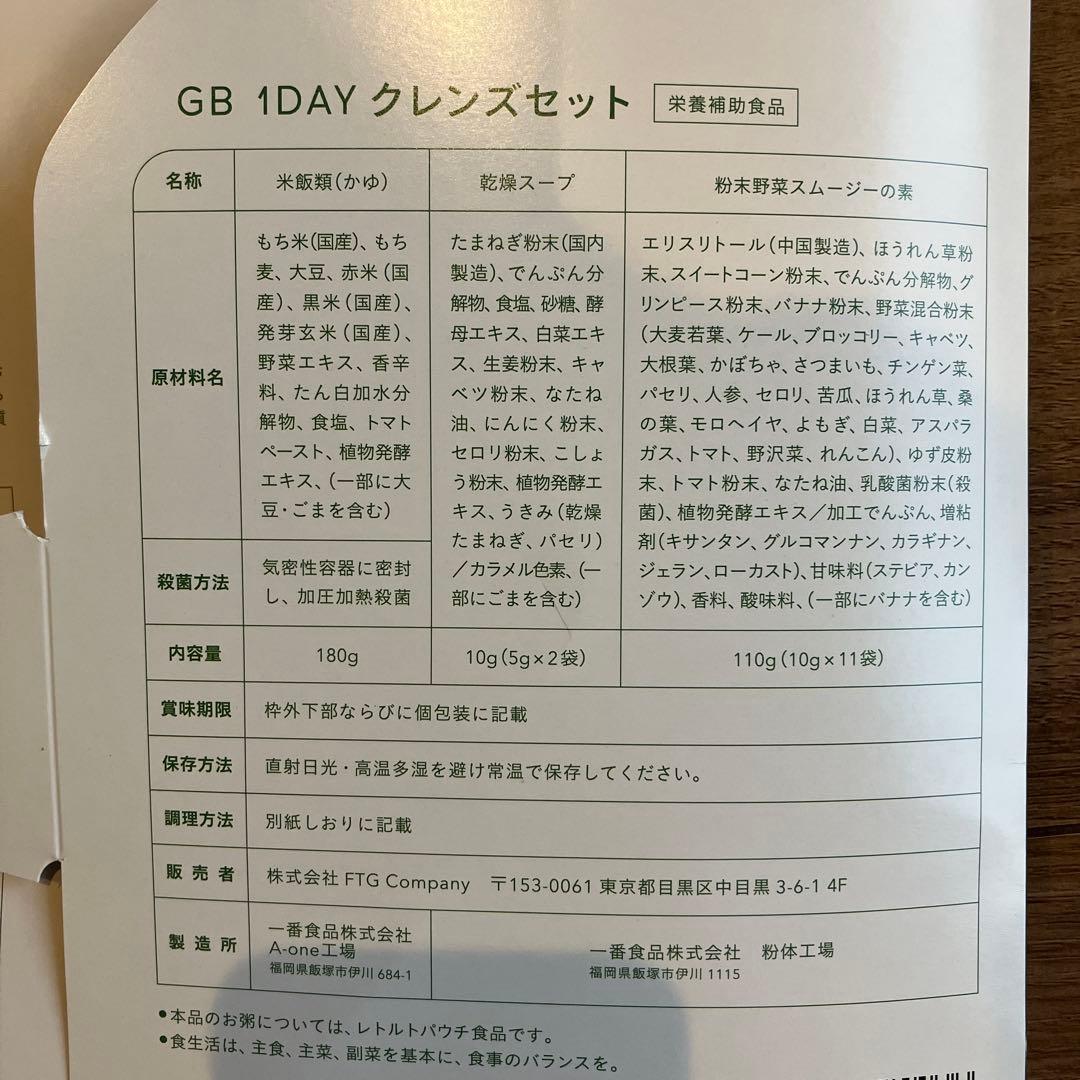 GB 1DAY クレンズセット 栄養補助食品
名称
米飯類(かゆ)
乾燥スープ
粉末野菜スムージーの素
原材料名
もち米(国産)、もち
麦、大豆、赤米(国
産)、黒米(国産)、
発芽玄米(国産)、
野菜エキス、香辛
料、たん白加水分
解物、食塩、トマト
ペースト、植物発酵
エキス、(一部に大
豆・ごまを含む)
たまねぎ粉末(国内
製造)、でんぷん分
解物、食塩、砂糖、酵
母エキス、白菜エキ
ス、生姜粉末、キャ
ベツ粉末、なたね
油、にんにく粉末、
セロリ粉末、こしょ
う粉末、植物発酵エ
キス、うきみ(乾燥
たまねぎ、パセリ)
/カラメル色素、(一
部にごまを含む)
エリスリトール(中国製造)、ほうれん草粉
末、スイートコーン粉末、でんぷん分解物、グ
リンピース粉末、バナナ粉末、野菜混合粉末
(大麦若葉、ケール、ブロッコリー、キャベツ、
大根葉、かぼちゃ、さつまいも、チンゲン菜、
パセリ、人参、セロリ、苦瓜、ほうれん草、桑
の葉、モロヘイヤ、よもぎ、白菜、アスパラ
ガス、トマト、野沢菜、れんこん)、ゆず皮粉
末、トマト粉末、なたね油、乳酸菌粉末(殺
菌)、植物発酵エキス/加工でんぷん、増粘
剤(キサンタン、グルコマンナン、カラギナン、
ジェラン、ローカスト)、甘味料(ステビア、カン
ゾウ)、香料、酸味料、(一部にバナナを含む)
殺菌方法
気密性容器に密封
し、加圧加熱殺菌
内容量
180g
10g(5g×2袋)
110g(10g×11袋)
賞味期限
枠外下部ならびに個包装に記載
保存方法
直射日光・高温多湿を避け常温で保存してください。
調理方法
別紙しおりに記載
販売者
株式会社 FTG Company 〒153-0061 東京都目黒区中目黒 3-6-1 4F
製造所
一番食品株式会社
A-one工場
福岡県飯塚市伊川 684-1
一番食品株式会社 粉体工場
福岡県飯塚市伊川 1115
●本品のお粥については、レトルトパウチ食品です。
●食生活は、主食、主菜、副菜を基本に、食事のバランスを。